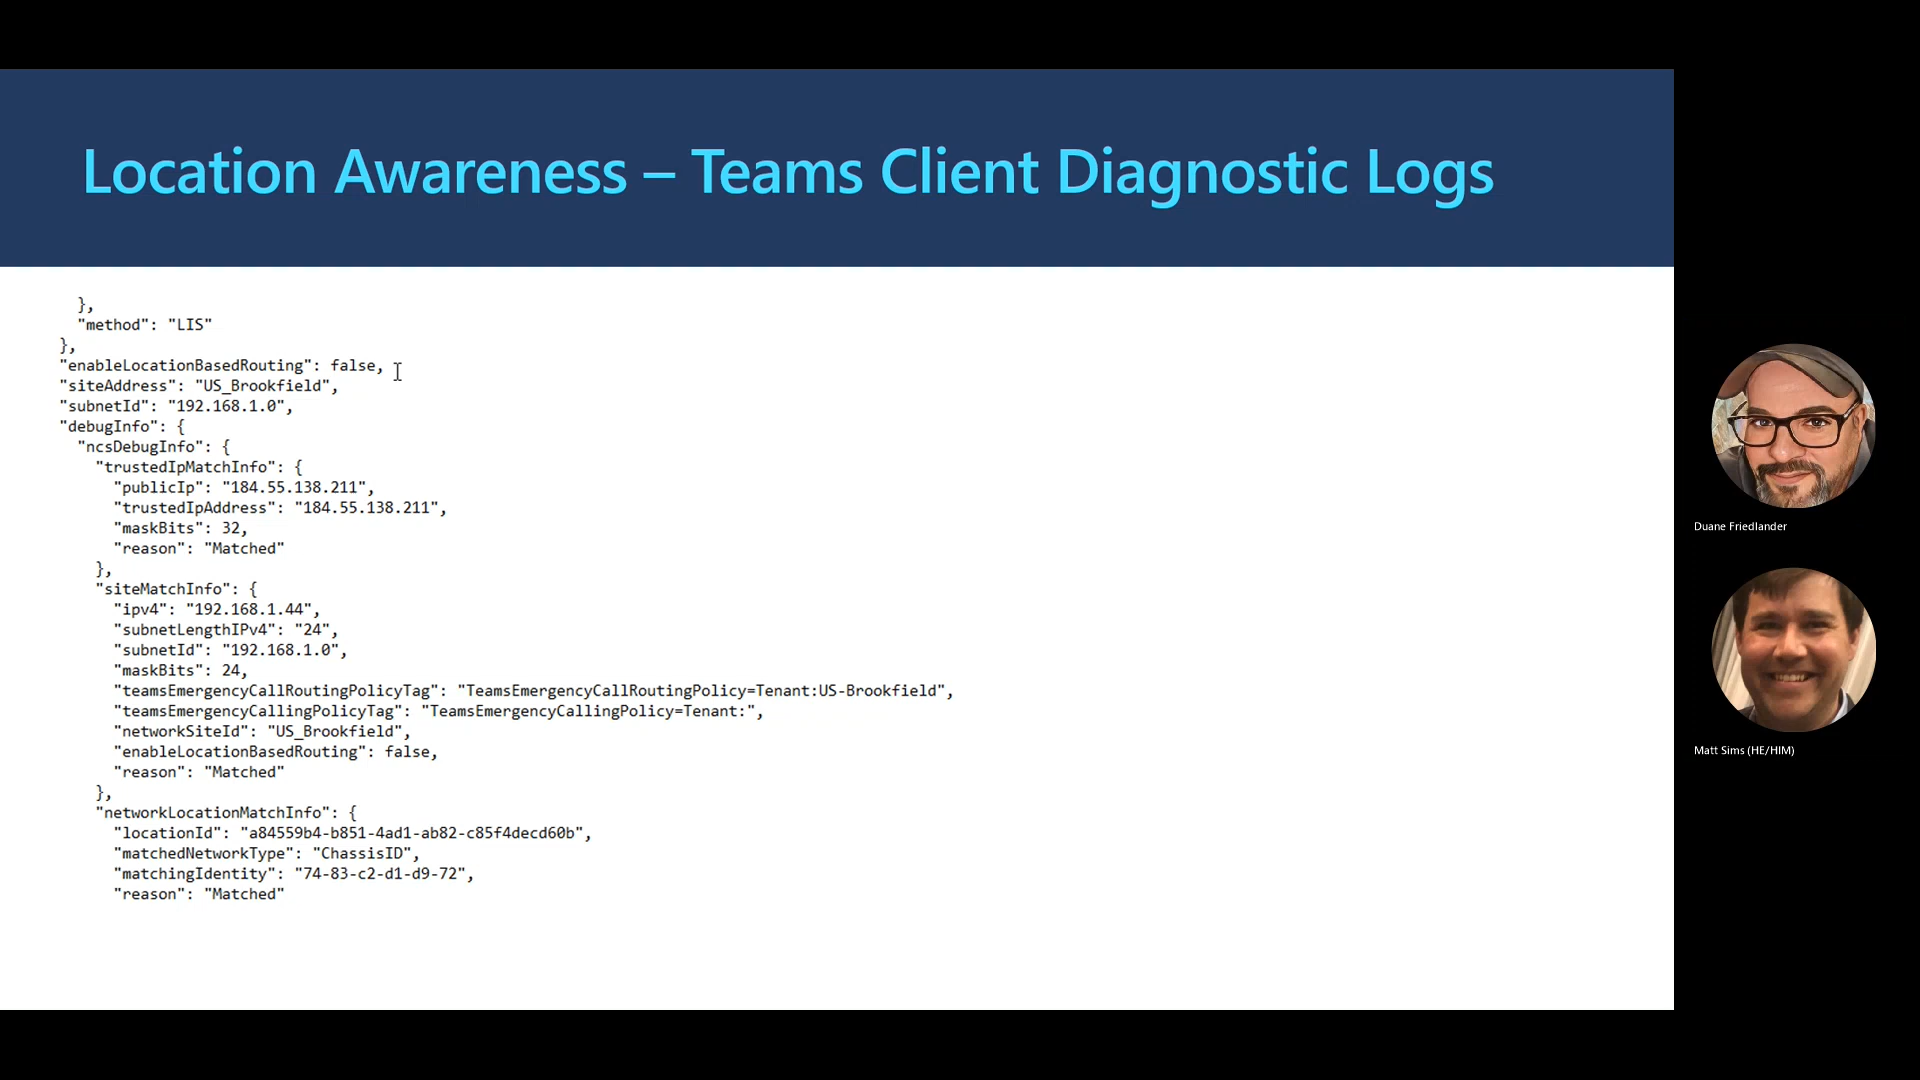 Location Awareness – Teams Client Diagnostic Logs
},
"method": "LIS"
},
"enableLocationBasedRouting": false,
"siteAddress": "US_Brookfield",
"subnetId": "192.168.1.0",
"debugInfo": {
"ncsDebugInfo": {
"trustedIpMatchInfo": {
"publicIp": "184.55.138.211",
"trustedIpAddress": "184.55.138.211",
"maskBits": 32,
"reason": "Matched"
},
"siteMatchInfo": {
"ipv4": "192.168.1.44",
"subnetLengthIPv4": "24",
"subnetId": "192.168.1.0",
"maskBits": 24,
"teamsEmergencyCallRoutingPolicyTag": "TeamsEmergencyCallRoutingPolicy=Tenant:US-Brookfield",
"teamsEmergencyCallingPolicyTag": "TeamsEmergencyCallingPolicy=Tenant:",
"networkSiteId": "US_Brookfield",
"enableLocationBasedRouting": false,
"reason": "Matched"
},
"networkLocationMatchInfo": {
"locationId": "a84559b4-b851-4ad1-ab82-c85f4decd60b",
"matchedNetworkType": "ChassisID",
"matchingIdentity": "74-83-c2-d1-d9-72",
"reason": "Matched"
Duane Friedlander
Matt Sims (HE/HIM)